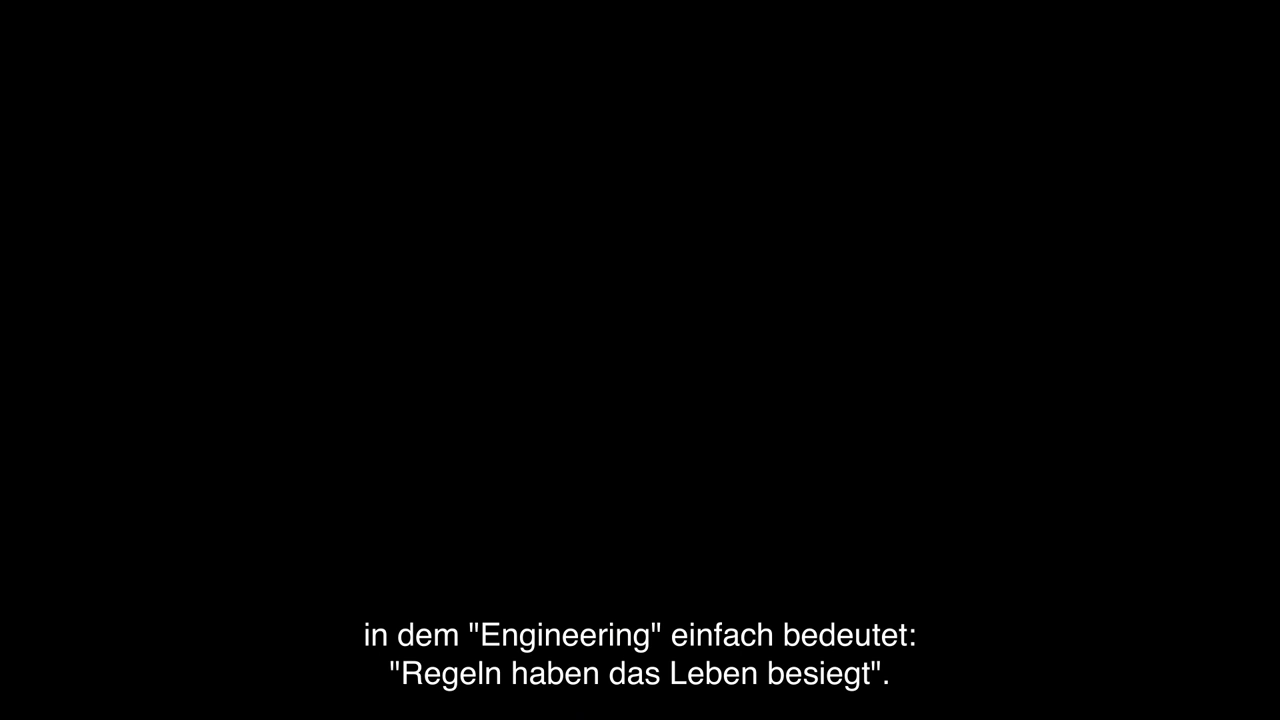 in dem "Engineering" einfach bedeutet:
"Regeln haben das Leben besiegt".